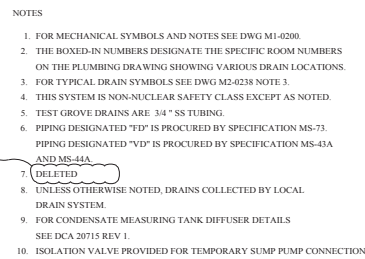 NOTES
1. FOR MECHANICAL SYMBOLS AND NOTES SEE DWG M1-0200.
2. THE BOXED-IN NUMBERS DESIGNATE THE SPECIFIC ROOM NUMBERS
ON THE PLUMBING DRAWING SHOWING VARIOUS DRAIN LOCATIONS.
3. FOR TYPICAL DRAIN SYMBOLS SEE DWG M2-0238 NOTE 3.
4. THIS SYSTEM IS NON-NUCLEAR SAFETY CLASS EXCEPT AS NOTED.
5. TEST GROVE DRAINS ARE 3/4 " SS TUBING.
6. PIPING DESIGNATED "FD" IS PROCURED BY SPECIFICATION MS-73.
PIPING DESIGNATED "VD" IS PROCURED BY SPECIFICATION MS-43A
AND MS-44A.
7. DELETED
8. UNLESS OTHERWISE NOTED, DRAINS COLLECTED BY LOCAL
DRAIN SYSTEM.
9. FOR CONDENSATE MEASURING TANK DIFFUSER DETAILS
SEE DCA 20715 REV 1.
10. ISOLATION VALVE PROVIDED FOR TEMPORARY SUMP PUMP CONNECTION